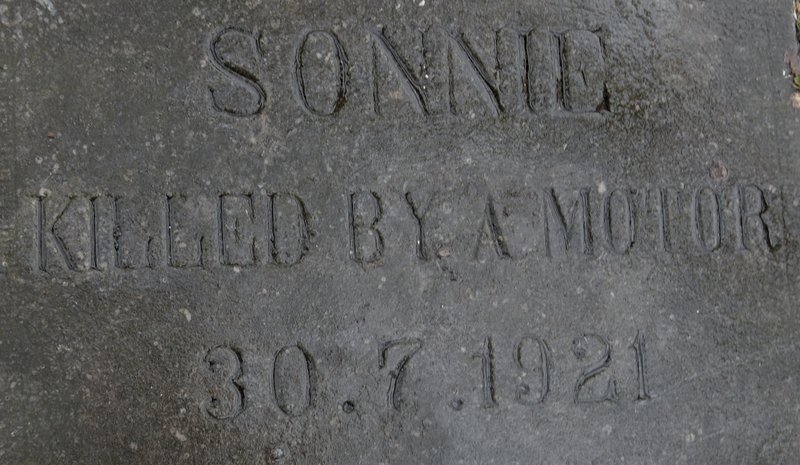 SONNIE
KILLED BY A MOTOR
30.7.1921